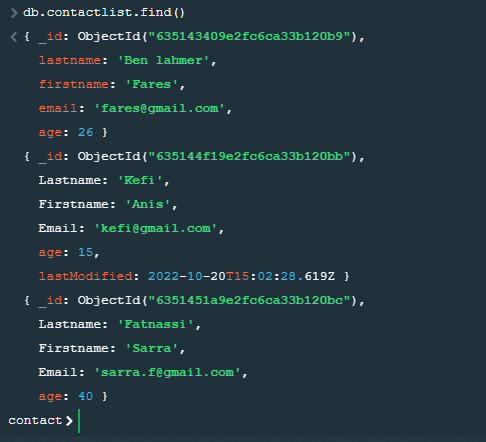 > db.contactlist.find()
< { _id: ObjectId("635143409e2fc6ca33b120b9"),
lastname: 'Ben lahmer',
firstname: 'Fares',
email: 'fares@gmail.com',
age: 26 }
{ _id: ObjectId("635144f19e2fc6ca33b120bb"),
Lastname: 'Kefi',
Firstname: 'Anis',
Email: 'kefi@gmail.com',
age: 15,
lastModified: 2022-10-20T15:02:28.619Z }
{ _id: ObjectId("6351451a9e2fc6ca33b120bc"),
Lastname: 'Fatnassi',
Firstname: 'Sarra',
Email: 'sarra.f@gmail.com',
age: 40 }
contact>